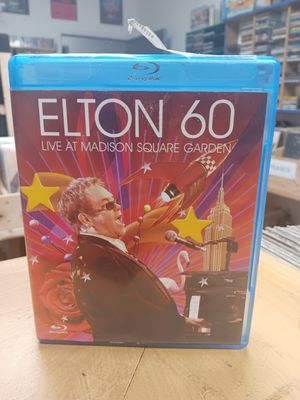 Blu-ray Disc
ELTON 60
LIVE AT MADISON SQUARE GARDEN